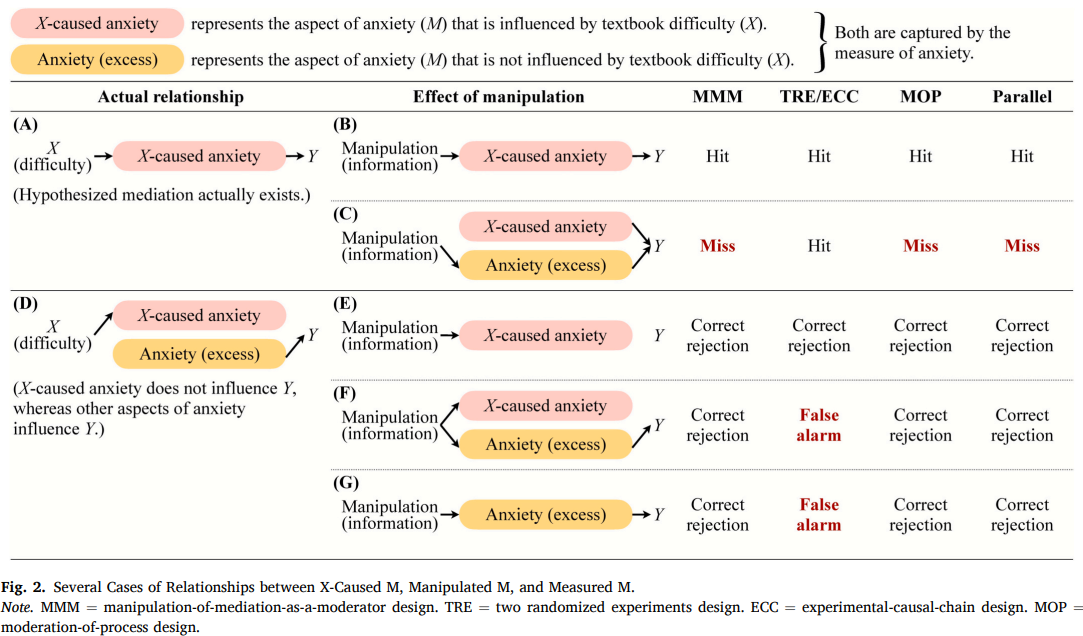 X-caused anxiety represents the aspect of anxiety (M) that is influenced by textbook difficulty (X).
Anxiety (excess) represents the aspect of anxiety (M) that is not influenced by textbook difficulty (X).
Both are captured by the
measure of anxiety.
Actual relationship Effect of manipulation MMM TRE/ECC MOP Parallel
(A)
X
(difficulty)
X-caused anxiety
Y
(Hypothesized mediation actually exists.)
(B)
Manipulation
(information)
X-caused anxiety
Y
Hit Hit Hit Hit
(C)
Manipulation
(information)
X-caused anxiety
Anxiety (excess)
Y
Miss Hit Miss Miss
(D)
X
(difficulty)
X-caused anxiety
Anxiety (excess)
Y
(X-caused anxiety does not influence Y,
whereas other aspects of anxiety
influence Y.)
(E)
Manipulation
(information)
X-caused anxiety
Y
Correct Correct Correct Correct
rejection rejection rejection rejection
(F)
Manipulation
(information)
X-caused anxiety
Anxiety (excess)
Y
Correct False Correct Correct
rejection alarm rejection rejection
(G)
Manipulation
(information)
Anxiety (excess)
Y
Correct False Correct Correct
rejection alarm rejection rejection
Fig. 2. Several Cases of Relationships between X-Caused M, Manipulated M, and Measured M.
Note. MMM = manipulation-of-mediation-as-a-moderator design. TRE = two randomized experiments design. ECC = experimental-causal-chain design. MOP =
moderation-of-process design.